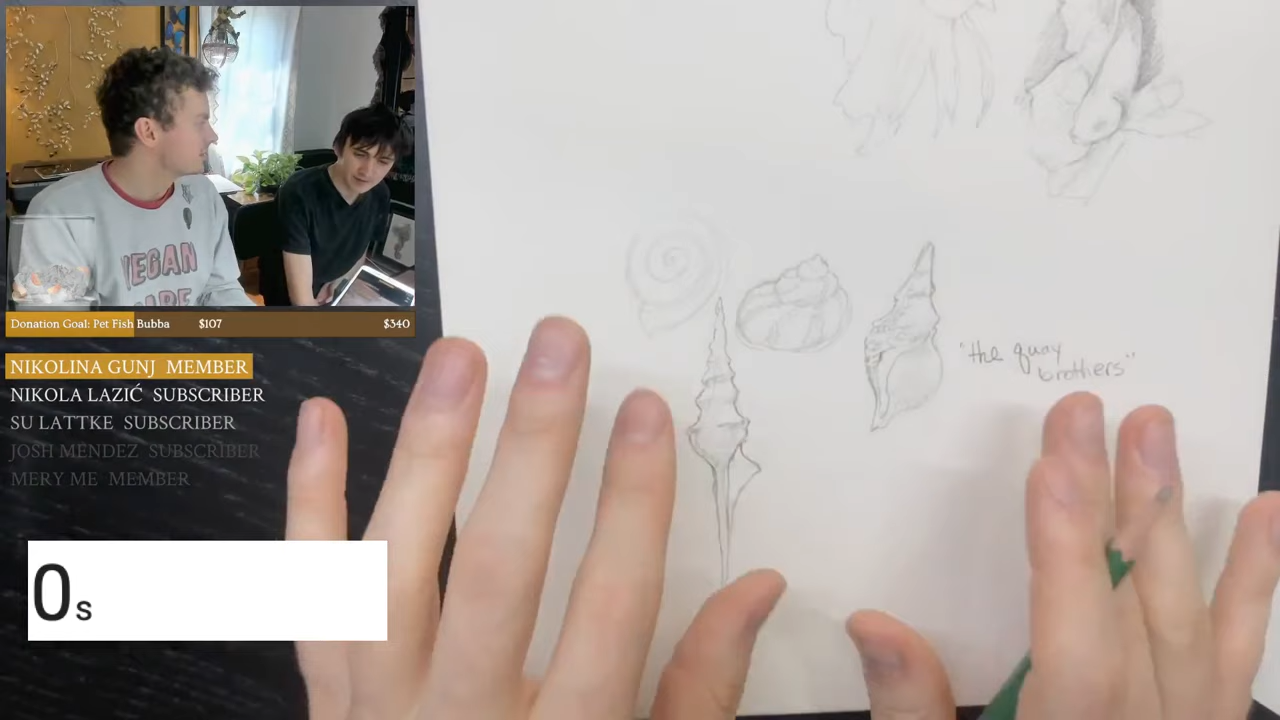 VEGAN
Donation Goal: Pet Fish Bubba $107 $340
NIKOLINA GUNJ MEMBER
NIKOLA LAZIĆ SUBSCRIBER
SU LATTKE SUBSCRIBER
JOSH MENDEZ SUBSCRIBER
MERY ME MEMBER
0s
"the quay
brothers"